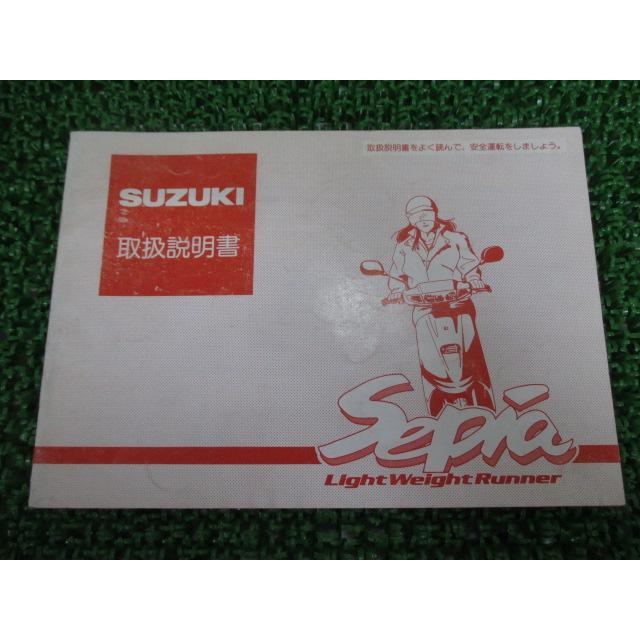 取扱説明書をよく読んで、安全運転をしましょう。
SUZUKI
取扱説明書
Sepia
Light Weight Runner